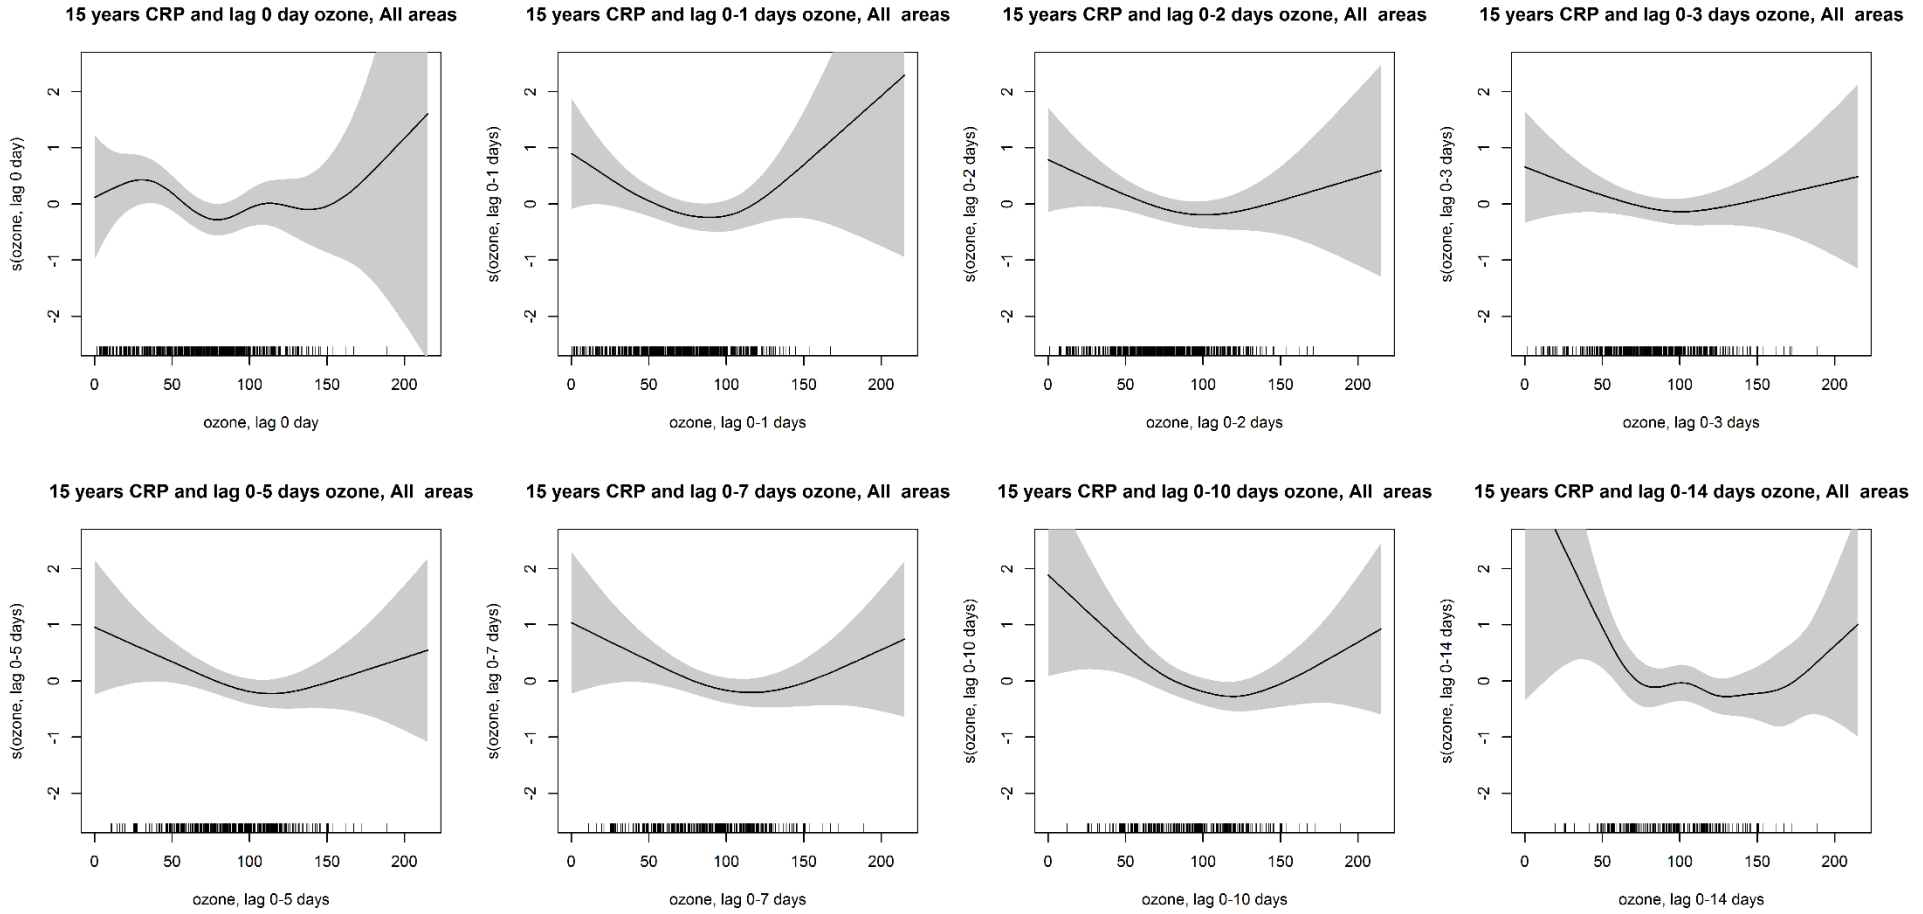 15 years CRP and lag 0 day ozone, All areas
s(ozone, lag 0 day)
2
1
0
-1
-2
0 50 100 150 200
ozone, lag 0 day
15 years CRP and lag 0-1 days ozone, All areas
s(ozone, lag 0-1 days)
2
1
0
-1
-2
0 50 100 150 200
ozone, lag 0-1 days
15 years CRP and lag 0-2 days ozone, All areas
s(ozone, lag 0-2 days)
2
1
0
-1
-2
0 50 100 150 200
ozone, lag 0-2 days
15 years CRP and lag 0-3 days ozone, All areas
s(ozone, lag 0-3 days)
2
1
0
-1
-2
0 50 100 150 200
ozone, lag 0-3 days
15 years CRP and lag 0-5 days ozone, All areas
s(ozone, lag 0-5 days)
2
1
0
-1
-2
0 50 100 150 200
ozone, lag 0-5 days
15 years CRP and lag 0-7 days ozone, All areas
s(ozone, lag 0-7 days)
2
1
0
-1
-2
0 50 100 150 200
ozone, lag 0-7 days
15 years CRP and lag 0-10 days ozone, All areas
s(ozone, lag 0-10 days)
2
1
0
-1
-2
0 50 100 150 200
ozone, lag 0-10 days
15 years CRP and lag 0-14 days ozone, All areas
s(ozone, lag 0-14 days)
2
1
0
-1
-2
0 50 100 150 200
ozone, lag 0-14 days